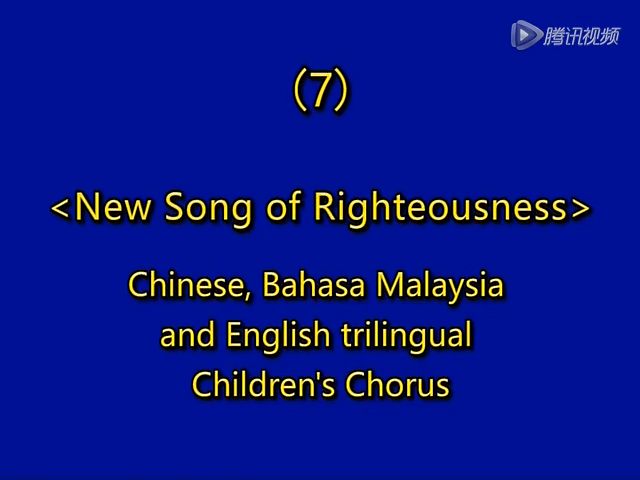 腾讯视频
(7)
<New Song of Righteousness>
Chinese, Bahasa Malaysia
and English trilingual
Children's Chorus